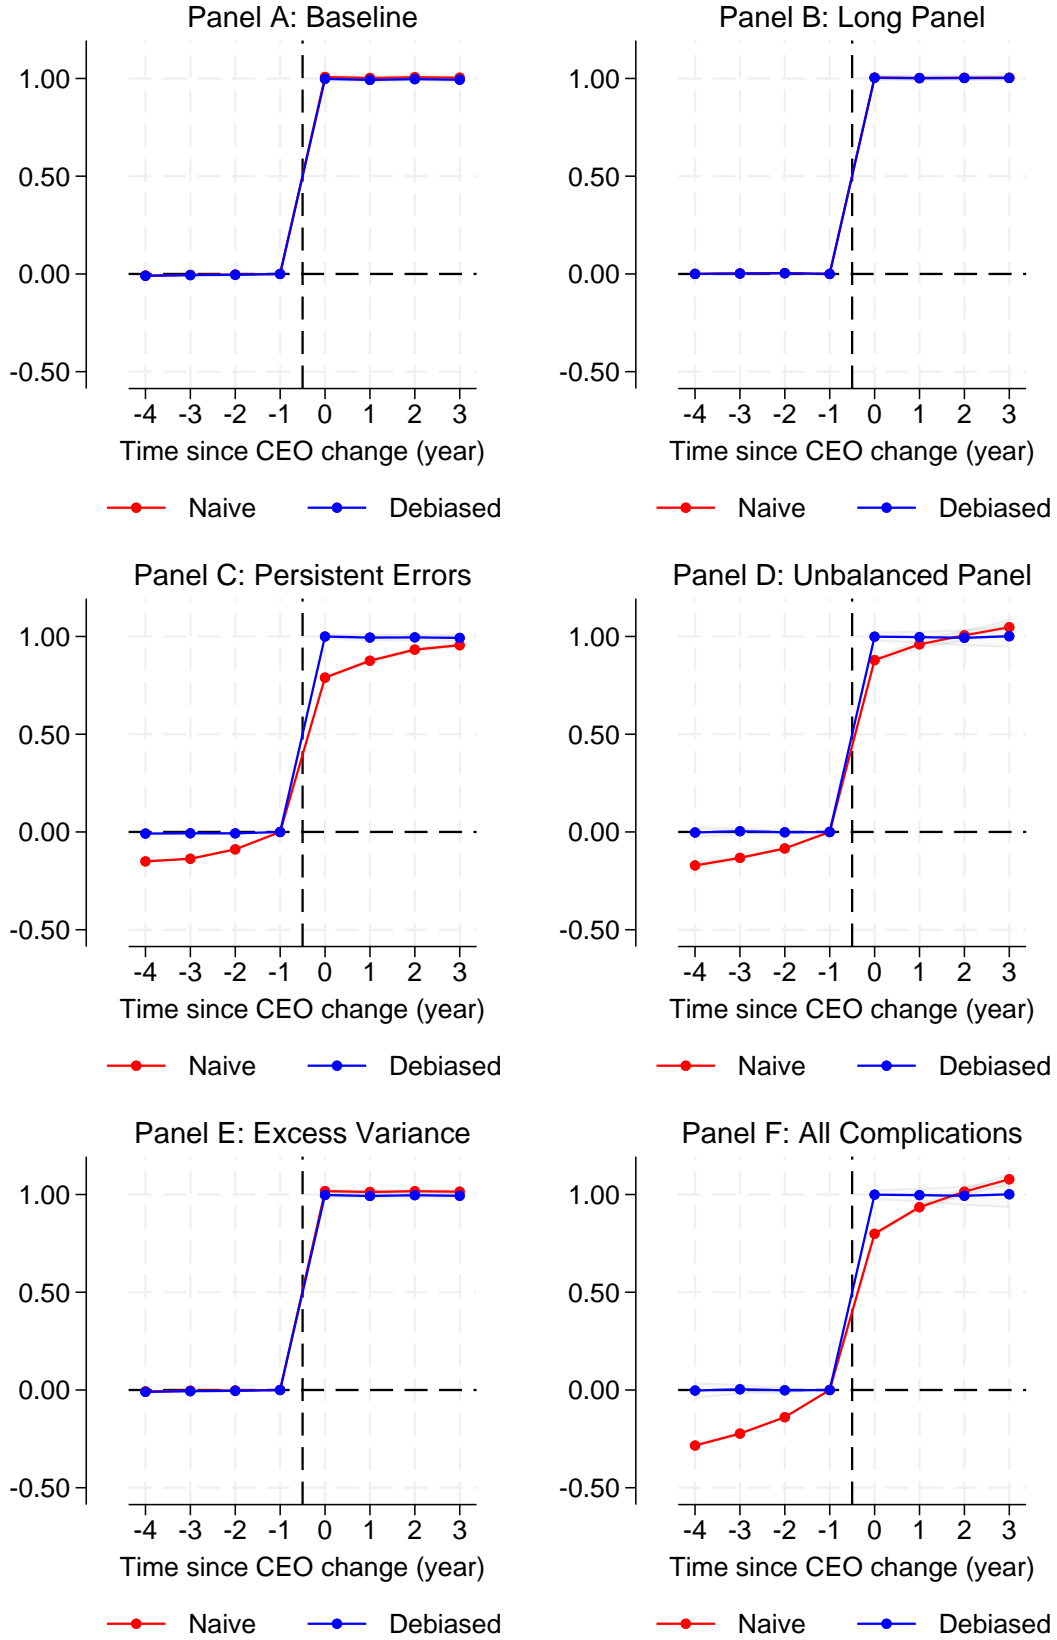 Panel A: Baseline
1.00
0.50
0.00
-0.50
-4 -3 -2 -1 0 1 2 3
Time since CEO change (year)
Naive Debiased
Panel B: Long Panel
1.00
0.50
0.00
-0.50
-4 -3 -2 -1 0 1 2 3
Time since CEO change (year)
Naive Debiased
Panel C: Persistent Errors
1.00
0.50
0.00
-0.50
-4 -3 -2 -1 0 1 2 3
Time since CEO change (year)
Naive Debiased
Panel D: Unbalanced Panel
1.00
0.50
0.00
-0.50
-4 -3 -2 -1 0 1 2 3
Time since CEO change (year)
Naive Debiased
Panel E: Excess Variance
1.00
0.50
0.00
-0.50
-4 -3 -2 -1 0 1 2 3
Time since CEO change (year)
Naive Debiased
Panel F: All Complications
1.00
0.50
0.00
-0.50
-4 -3 -2 -1 0 1 2 3
Time since CEO change (year)
Naive Debiased